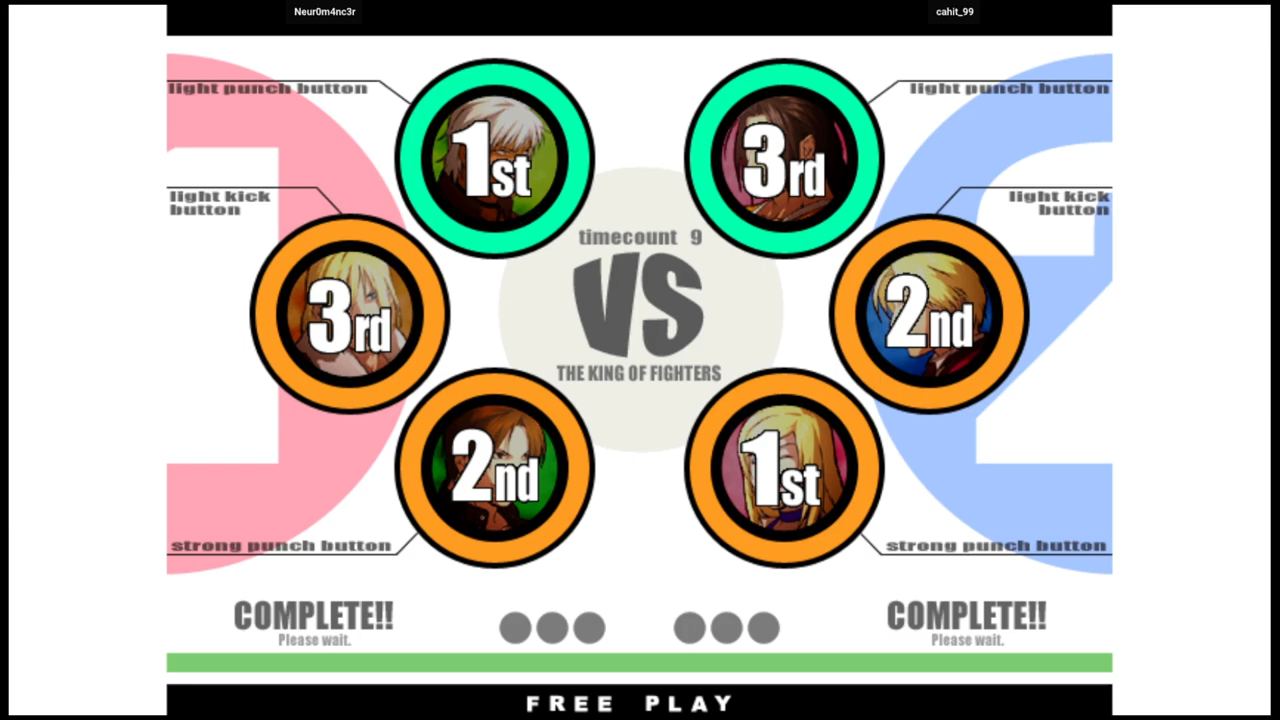 Neur0m4nc3r
cahit_99
light punch button
light punch button
1st
3rd
light kick
button
light kick
button
timecount 9
VS
THE KING OF FIGHTERS
3rd
2nd
2nd
1st
strong punch button
strong punch button
COMPLETE!!
Please wait.
COMPLETE!!
Please wait.
FREE PLAY